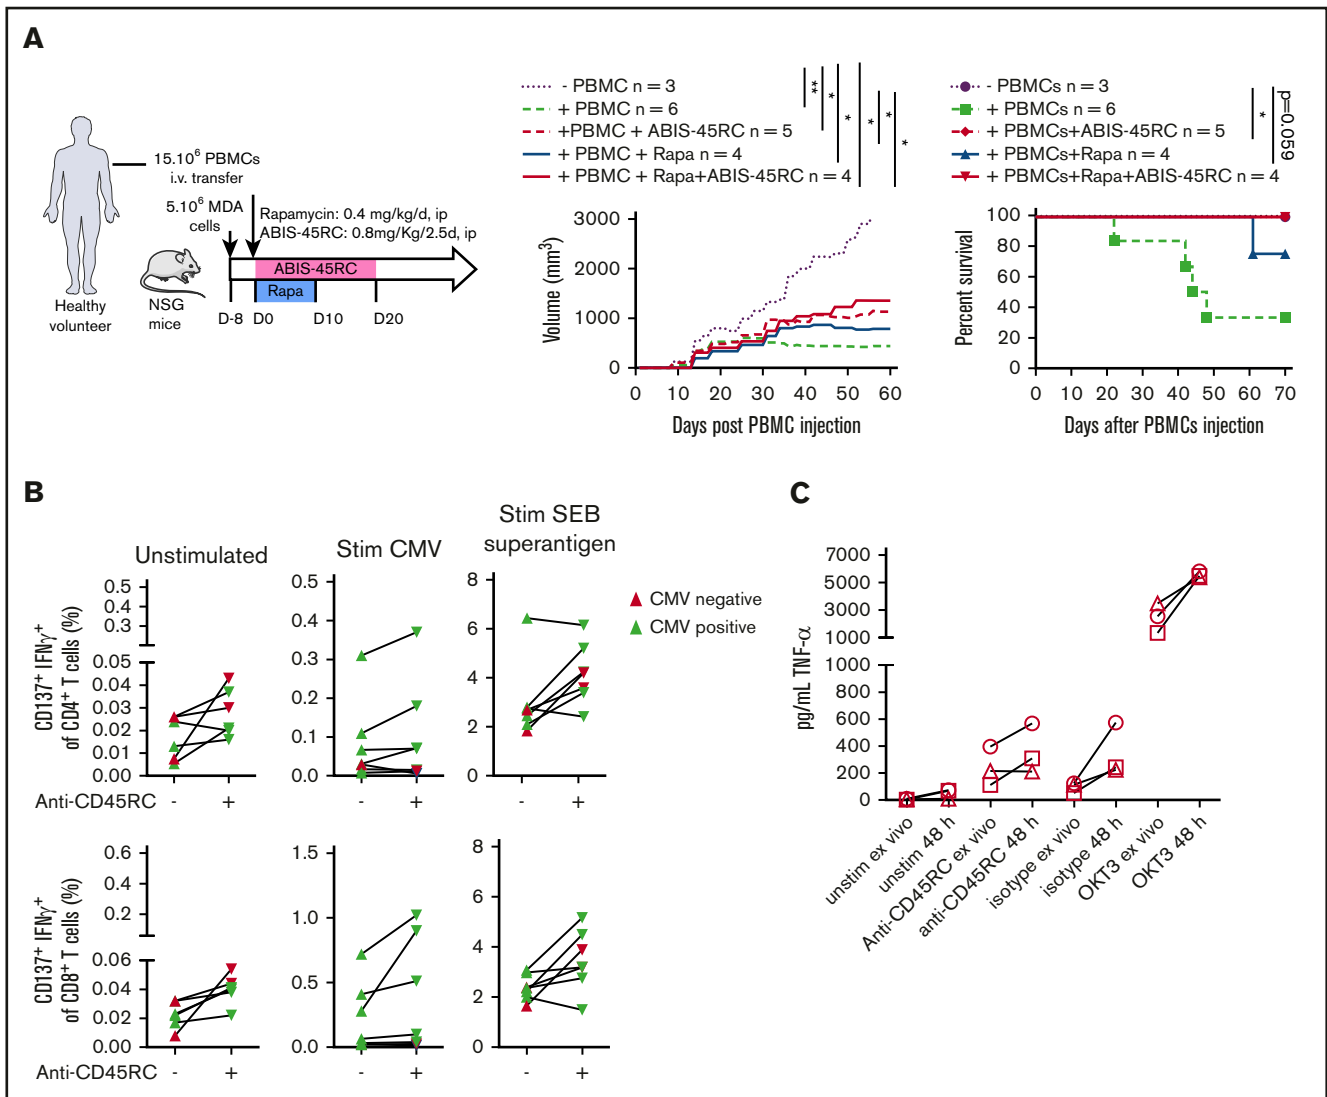 A
15.10⁶ PBMCs
i.v. transfer
5.10⁶ MDA
cells
Rapamycin: 0.4 mg/kg/d, ip
ABIS-45RC: 0.8mg/Kg/2.5d, ip
ABIS-45RC
Rapa
Healthy
volunteer
NSG
mice
D-8 D0 D10 D20
- PBMC n = 3
+ PBMC n = 6
+PBMC + ABIS-45RC n = 5
+ PBMC + Rapa n = 4
+ PBMC + Rapa+ABIS-45RC n = 4
** * * * * *
Volume (mm³)
3000
2000
1000
0
0 10 20 30 40 50 60
Days post PBMC injection
- PBMCs n = 3
+ PBMCs n = 6
+ PBMCs+ABIS-45RC n = 5
+ PBMCs+Rapa n = 4
+ PBMCs+Rapa+ABIS-45RC n = 4
*
p=0.059
Percent survival
100
80
60
40
20
0
0 10 20 30 40 50 60 70
Days after PBMCs injection
B
Unstimulated
Stim CMV
Stim SEB
superantigen
CMV negative
CMV positive
CD137⁺ IFNγ⁺
of CD4⁺ T cells (%)
0.5
0.4
0.3
0.05
0.04
0.03
0.02
0.01
0.00
0.5
0.4
0.3
0.2
0.1
0.0
8
6
4
2
0
Anti-CD45RC - + - + - +
CD137⁺ IFNγ⁺
of CD8⁺ T cells (%)
0.6
0.4
0.2
0.06
0.04
0.02
0.00
1.5
1.0
0.5
0.0
8
6
4
2
0
Anti-CD45RC - + - + - +
C
pg/mL TNF-α
7000
5000
3000
1000
1000
800
600
400
200
0
unstim ex vivo
unstim 48 h
Anti-CD45RC ex vivo
anti-CD45RC 48 h
isotype ex vivo
isotype 48 h
OKT3 ex vivo
OKT3 48 h